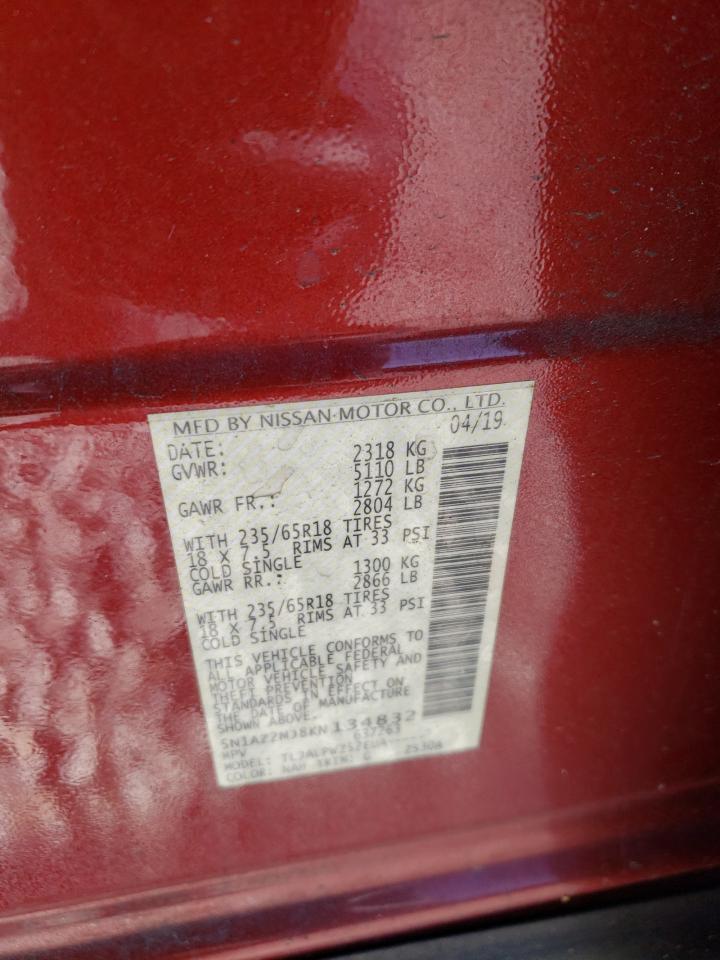 MFD BY NISSAN MOTOR CO., LTD.
DATE: 04/19
GVWR: 2318 KG
5110 LB
GAWR FR.: 1272 KG
2804 LB
WITH 235/65R18 TIRES
18 X 7.5 RIMS AT 33 PSI
COLD SINGLE
GAWR RR.: 1300 KG
2866 LB
WITH 235/65R18 TIRES
18 X 7.5 RIMS AT 33 PSI
COLD SINGLE
THIS VEHICLE CONFORMS TO
ALL APPLICABLE FEDERAL
MOTOR VEHICLE SAFETY AND
THEFT PREVENTION
STANDARDS IN EFFECT ON
THE DATE OF MANUFACTURE
SHOWN ABOVE.
5N1AZ2MJ8KN134832
MPV 637263
MODEL:
COLOR: NAH TRIM: G